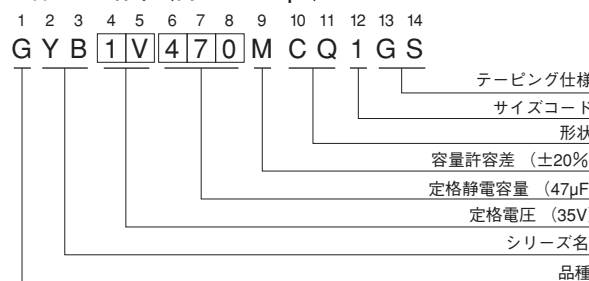 1 2 3 4 5 6 7 8 9 10 11 12 13 14
G Y B 1 V 4 7 0 M C Q 1 G S
テーピング仕様
サイズコード
形状
容量許容差 (±20%
定格静電容量 (47µF
定格電圧 (35V)
シリーズ名
品種